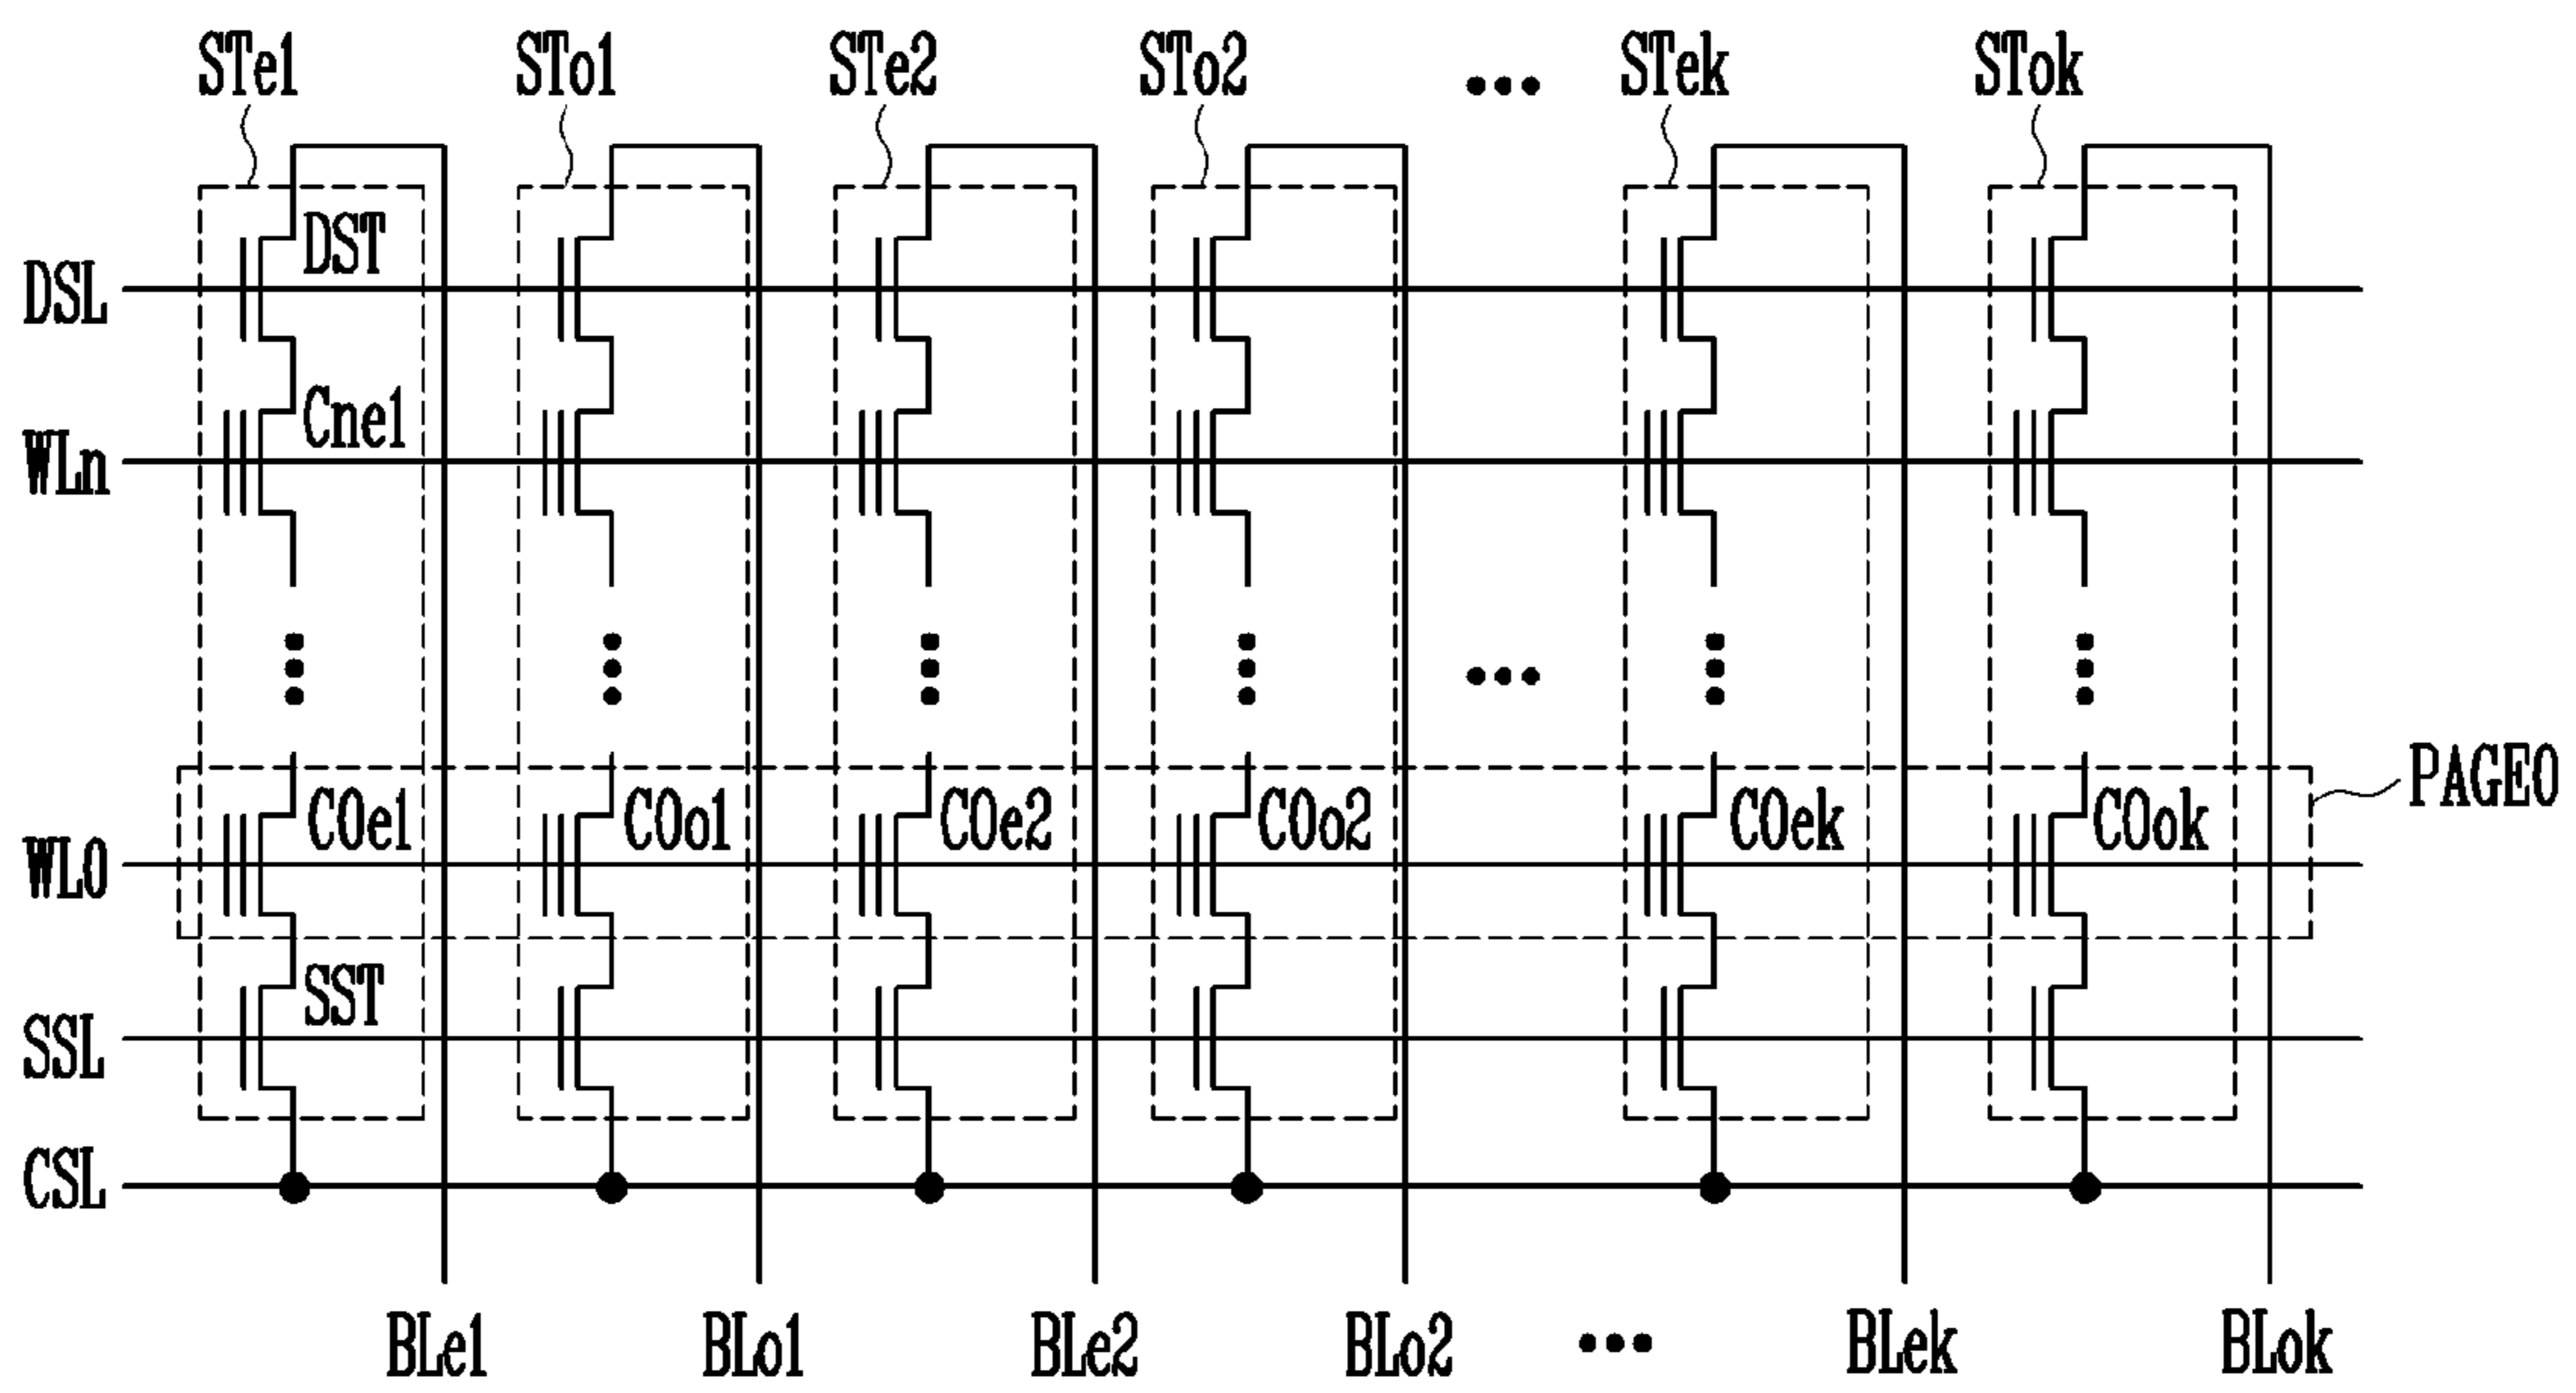 STe1 STo1 STe2 STo2 ••• STek STok
DST
DSL
Cne1
WLn
•••
PAGE0
C0e1 C0o1 C0e2 C0o2 C0ek C0ok
WL0
SST
SSL
CSL
BLe1 BLo1 BLe2 BLo2 ••• BLek BLok